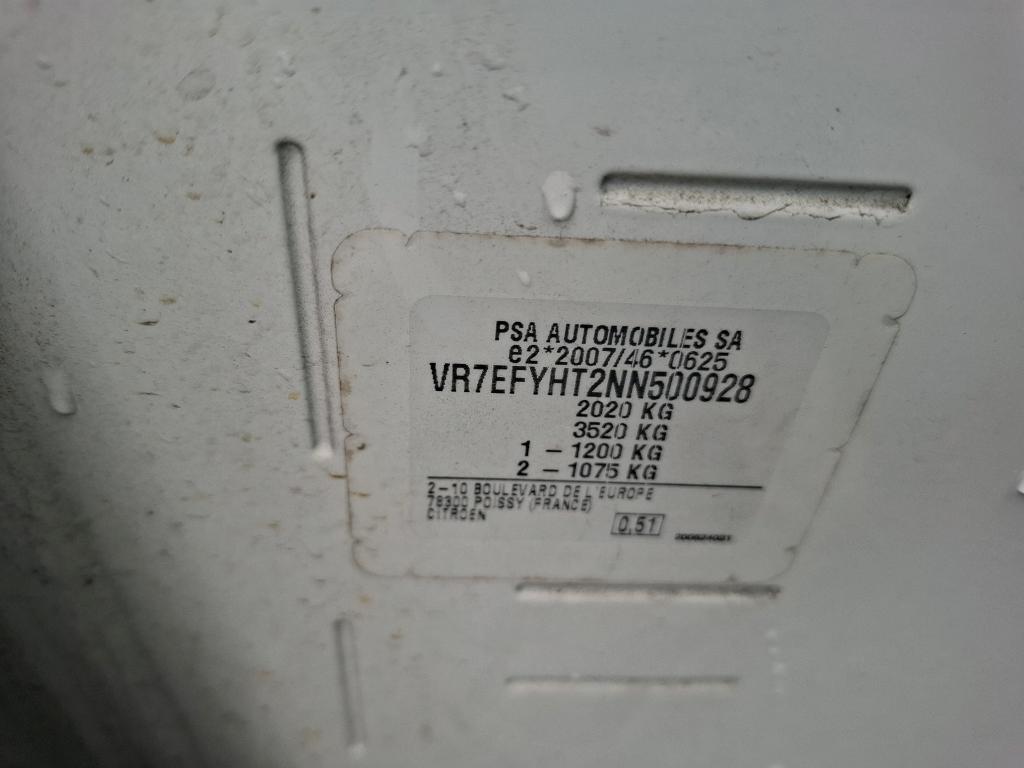 PSA AUTOMOBILES SA
e2*2007/46*0625
VR7EFYHT2NN500928
2020 KG
3520 KG
1 - 1200 KG
2 - 1075 KG
2-10 BOULEVARD DE L'EUROPE
78300 POISSY (FRANCE)
CITROEN
0,51